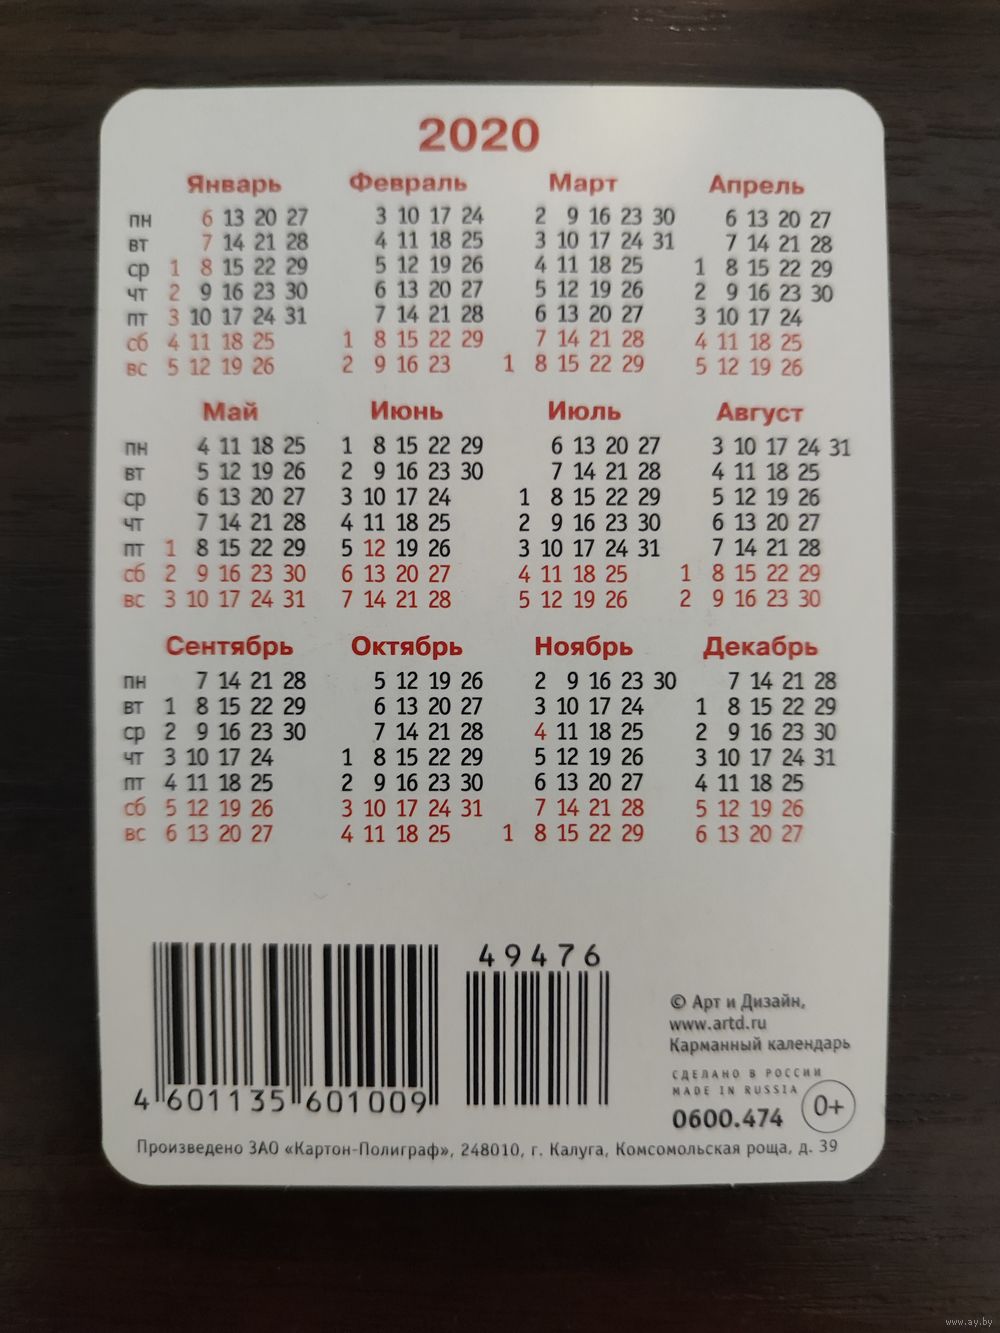 2020
Январь Февраль Март Апрель
пн 6 13 20 27 3 10 17 24 2 9 16 23 30 6 13 20 27
вт 7 14 21 28 4 11 18 25 3 10 17 24 31 7 14 21 28
ср 1 8 15 22 29 5 12 19 26 4 11 18 25 1 8 15 22 29
чт 2 9 16 23 30 6 13 20 27 5 12 19 26 2 9 16 23 30
пт 3 10 17 24 31 7 14 21 28 6 13 20 27 3 10 17 24
сб 4 11 18 25 1 8 15 22 29 7 14 21 28 4 11 18 25
вс 5 12 19 26 2 9 16 23 1 8 15 22 29 5 12 19 26
Май Июнь Июль Август
пн 4 11 18 25 1 8 15 22 29 6 13 20 27 3 10 17 24 31
вт 5 12 19 26 2 9 16 23 30 7 14 21 28 4 11 18 25
ср 6 13 20 27 3 10 17 24 1 8 15 22 29 5 12 19 26
чт 7 14 21 28 4 11 18 25 2 9 16 23 30 6 13 20 27
пт 1 8 15 22 29 5 12 19 26 3 10 17 24 31 7 14 21 28
сб 2 9 16 23 30 6 13 20 27 4 11 18 25 1 8 15 22 29
вс 3 10 17 24 31 7 14 21 28 5 12 19 26 2 9 16 23 30
Сентябрь Октябрь Ноябрь Декабрь
пн 7 14 21 28 5 12 19 26 2 9 16 23 30 7 14 21 28
вт 1 8 15 22 29 6 13 20 27 3 10 17 24 1 8 15 22 29
ср 2 9 16 23 30 7 14 21 28 4 11 18 25 2 9 16 23 30
чт 3 10 17 24 1 8 15 22 29 5 12 19 26 3 10 17 24 31
пт 4 11 18 25 2 9 16 23 30 6 13 20 27 4 11 18 25
сб 5 12 19 26 3 10 17 24 31 7 14 21 28 5 12 19 26
вс 6 13 20 27 4 11 18 25 1 8 15 22 29 6 13 20 27
49476
4 601135 601009
© Арт и Дизайн,
www.artd.ru
Карманный календарь
СДЕЛАНО В РОССИИ
MADE IN RUSSIA
0600.474 0+
Произведено ЗАО «Картон-Полиграф», 248010, г. Калуга, Комсомольская роща, д. 39
www.ay.by